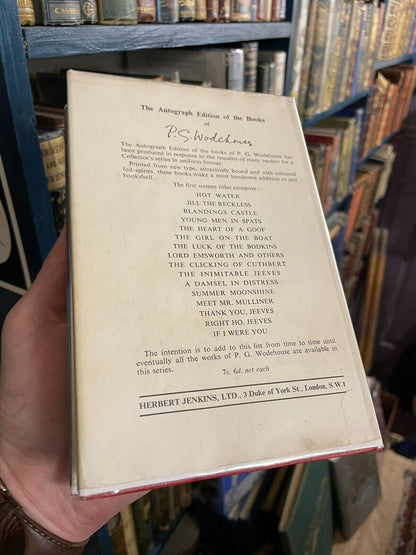 The Autograph Edition of the Books
of
P.G. Wodehouse
The Autograph Edition of the books of P. G. Wodehouse has
been produced in response to the requests of many readers for a
Collector's series in uniform format.
Printed from new type, attractively bound and with coloured
foil spines, these books make a most handsome addition to any
bookshelf.
The first sixteen titles comprise:
HOT WATER
JILL THE RECKLESS
BLANDINGS CASTLE
YOUNG MEN IN SPATS
THE HEART OF A GOOF
THE GIRL ON THE BOAT
THE LUCK OF THE BODKINS
LORD EMSWORTH AND OTHERS
THE CLICKING OF CUTHBERT
THE INIMITABLE JEEVES
A DAMSEL IN DISTRESS
SUMMER MOONSHINE
MEET MR. MULLINER
THANK YOU, JEEVES
RIGHT HO, JEEVES
IF I WERE YOU
The intention is to add to this list from time to time until
eventually all the works of P. G. Wodehouse are available in
this series.
7s. 6d. net each
HERBERT JENKINS, LTD., 3 Duke of York St., London, S.W.1